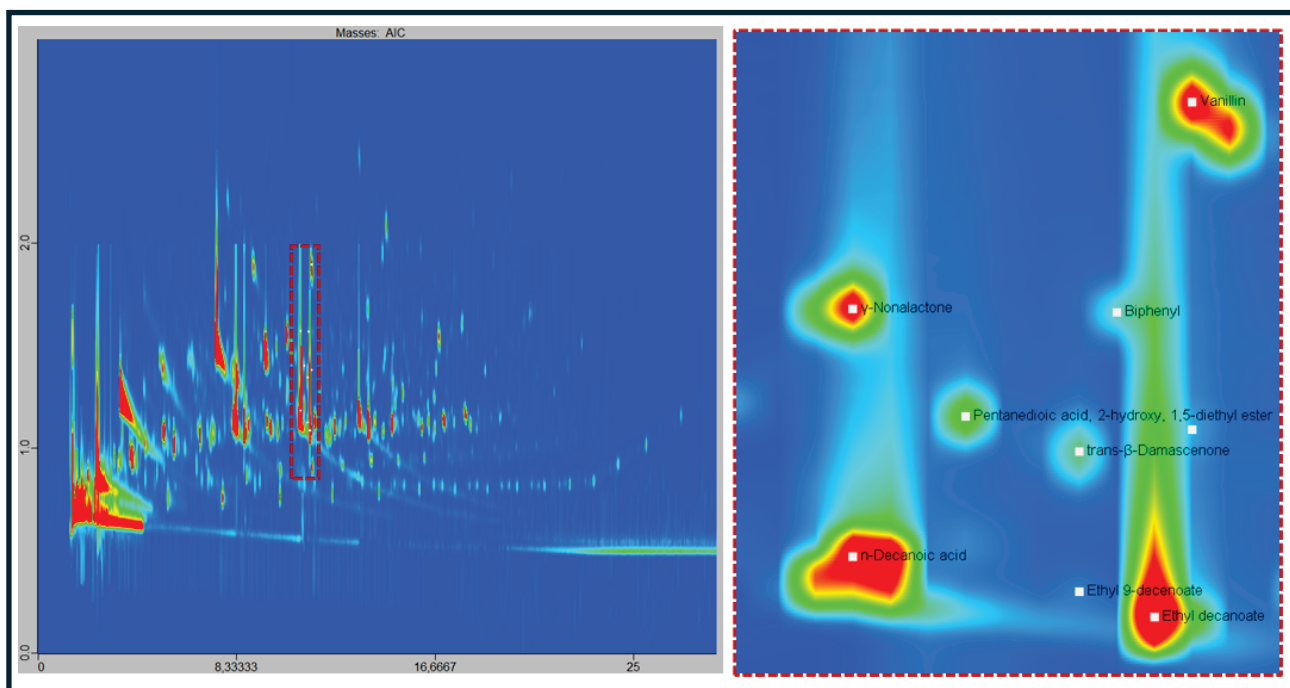 Masses: AIC
2.0
1.0
0.0
0
8,33333
16,6667
25
Vanillin
γ-Nonalactone
Biphenyl
Pentanedioic acid, 2-hydroxy, 1,5-diethyl ester
trans-β-Damascenone
n-Decanoic acid
Ethyl 9-decenoate
Ethyl decanoate